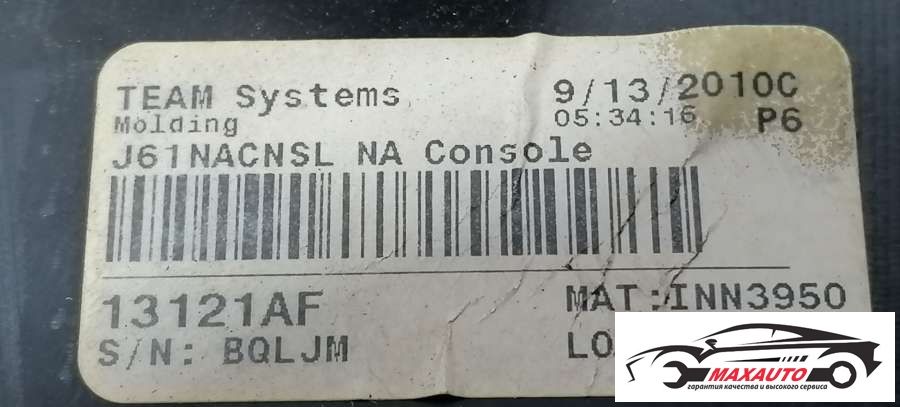 TEAM Systems
9/13/2010C
Molding
05:34:16
P6
J61NACNSL NA Console
13121AF
MAT:INN3950
S/N: BQLJM
LO
MAXAUTO
гарантия качества и высокого сервиса